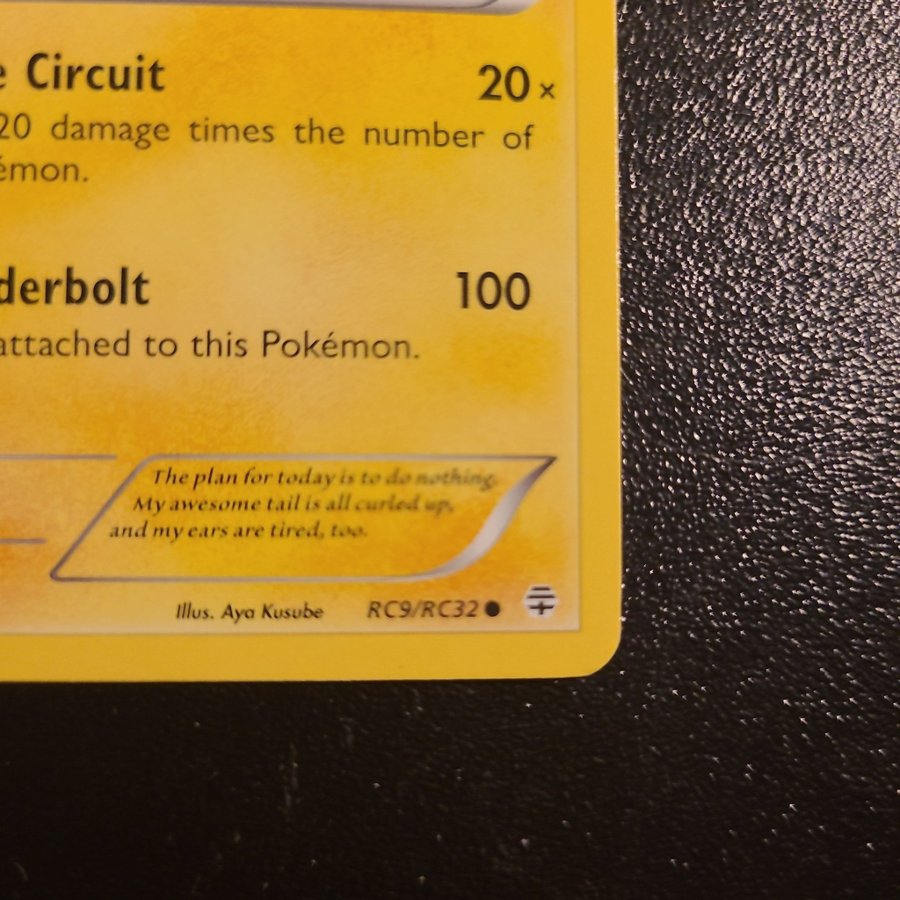 e Circuit 20×
20 damage times the number of
émon.
derbolt 100
attached to this Pokémon.
The plan for today is to do nothing.
My awesome tail is all curled up,
and my ears are tired, too.
Illus. Aya Kusube RC9/RC32